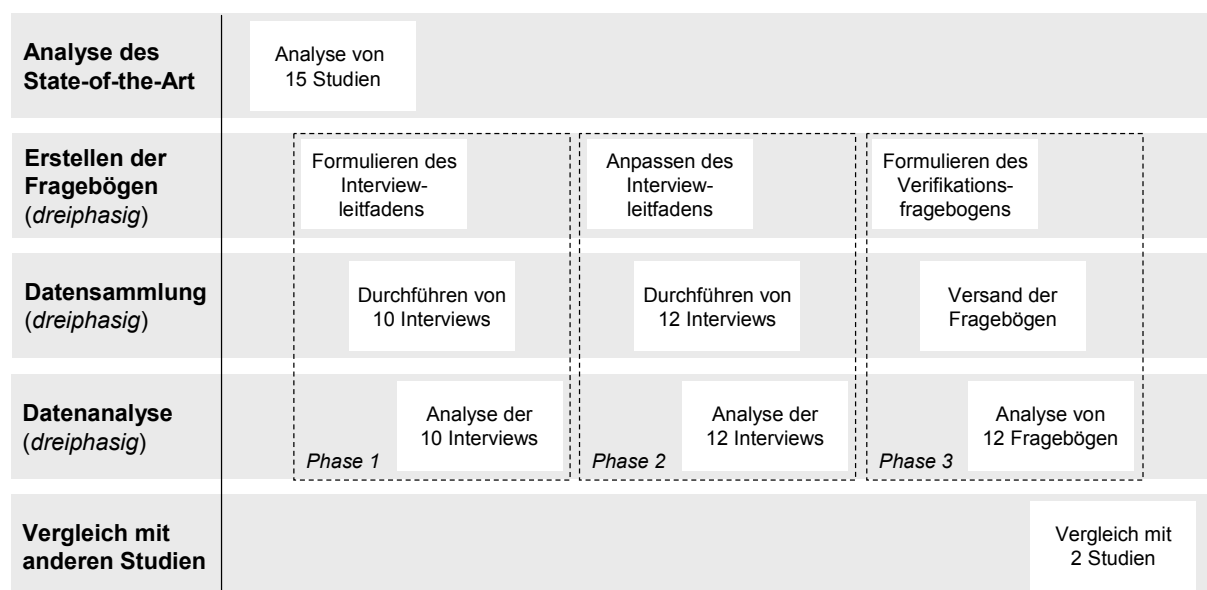 Analyse des
State-of-the-Art
Analyse von
15 Studien
Erstellen der
Fragebögen
(dreiphasig)
Formulieren des
Interview-
leitfadens
Anpassen des
Interview-
leitfadens
Formulieren des
Verifikations-
fragebogens
Datensammlung
(dreiphasig)
Durchführen von
10 Interviews
Durchführen von
12 Interviews
Versand der
Fragebögen
Datenanalyse
(dreiphasig)
Phase 1
Analyse der
10 Interviews
Phase 2
Analyse der
12 Interviews
Phase 3
Analyse von
12 Fragebögen
Vergleich mit
anderen Studien
Vergleich mit
2 Studien